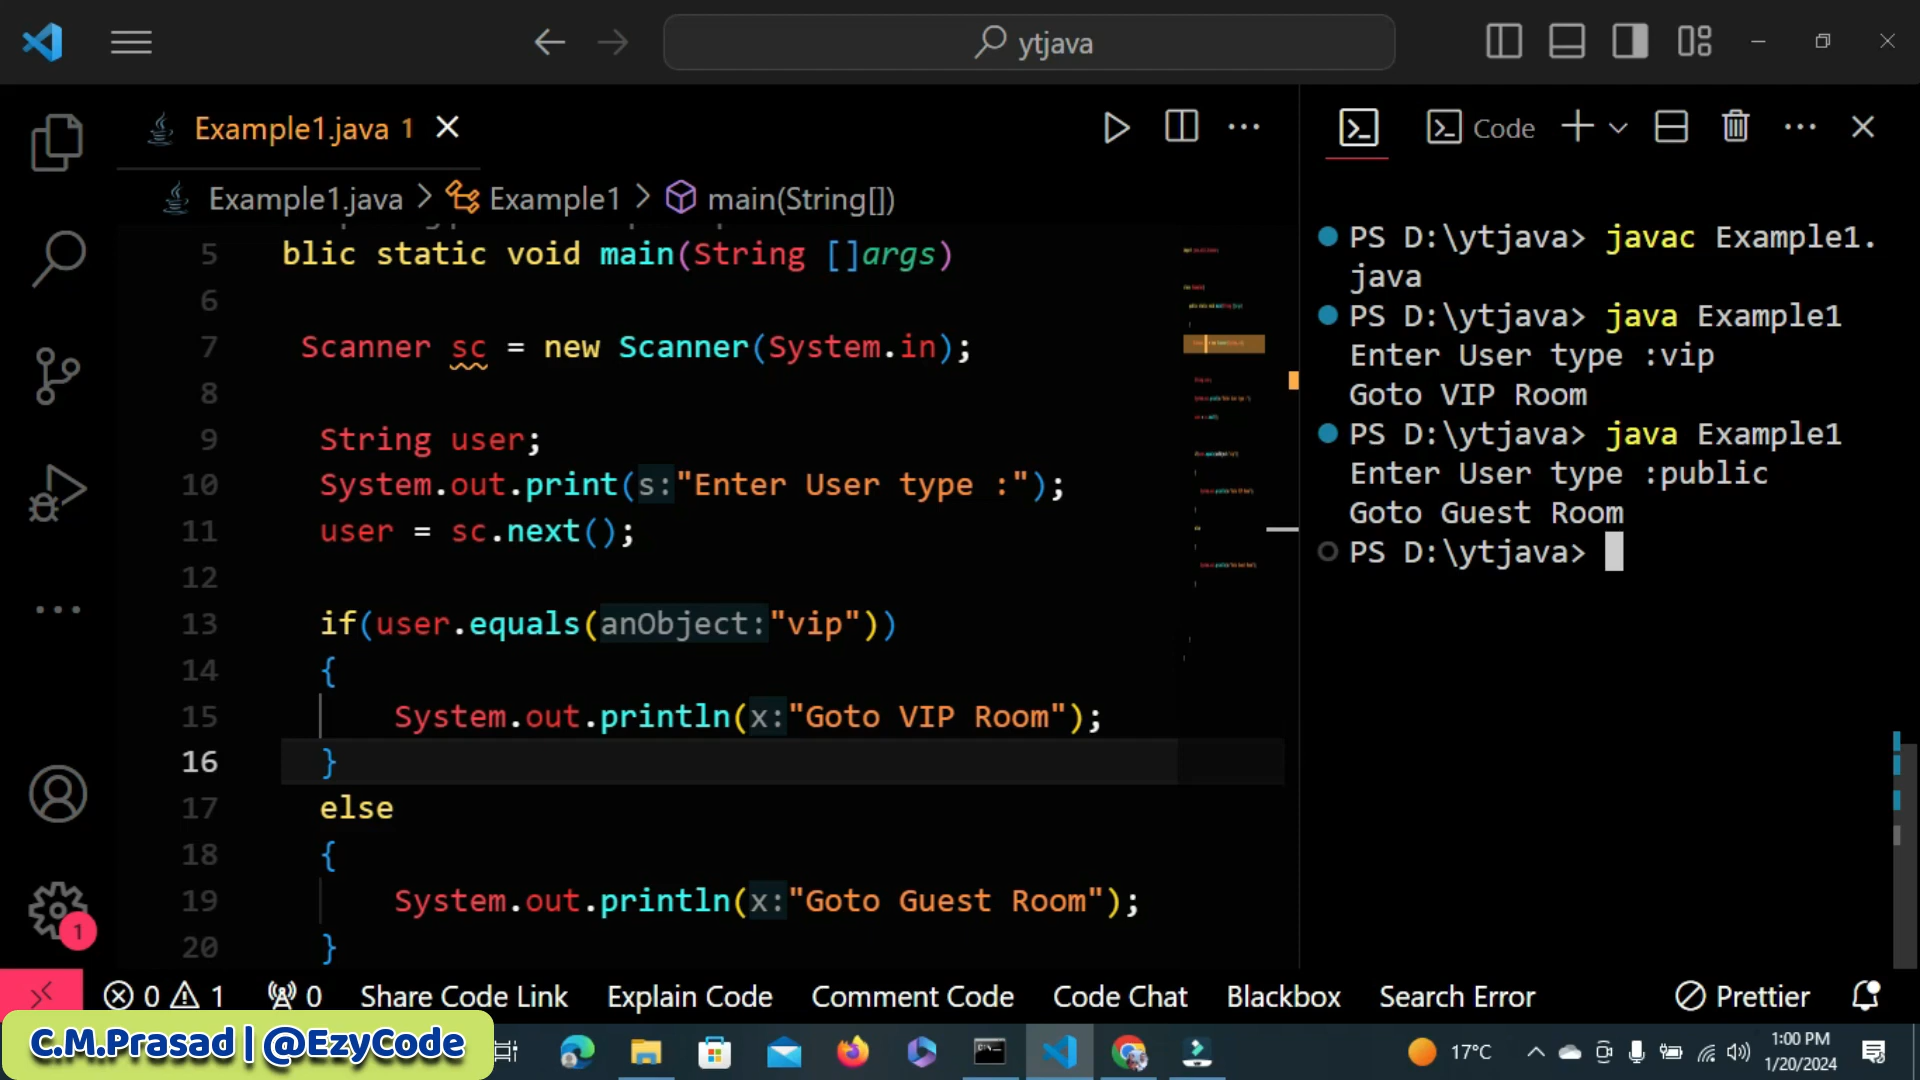 ytjava
Example1.java 1
Code
Example1.java > Example1 > main(String[])
5 blic static void main(String []args)
6
7 Scanner sc = new Scanner(System.in);
8
9 String user;
10 System.out.print(s:"Enter User type :");
11 user = sc.next();
12
13 if(user.equals(anObject:"vip"))
14 {
15 System.out.println(x:"Goto VIP Room");
16 }
17 else
18 {
19 System.out.println(x:"Goto Guest Room");
20 }
PS D:\ytjava> javac Example1.
java
PS D:\ytjava> java Example1
Enter User type :vip
Goto VIP Room
PS D:\ytjava> java Example1
Enter User type :public
Goto Guest Room
PS D:\ytjava>
1
0 1 0 Share Code Link Explain Code Comment Code Code Chat Blackbox Search Error Prettier
C.M.Prasad | @EzyCode
17°C
1:00 PM
1/20/2024